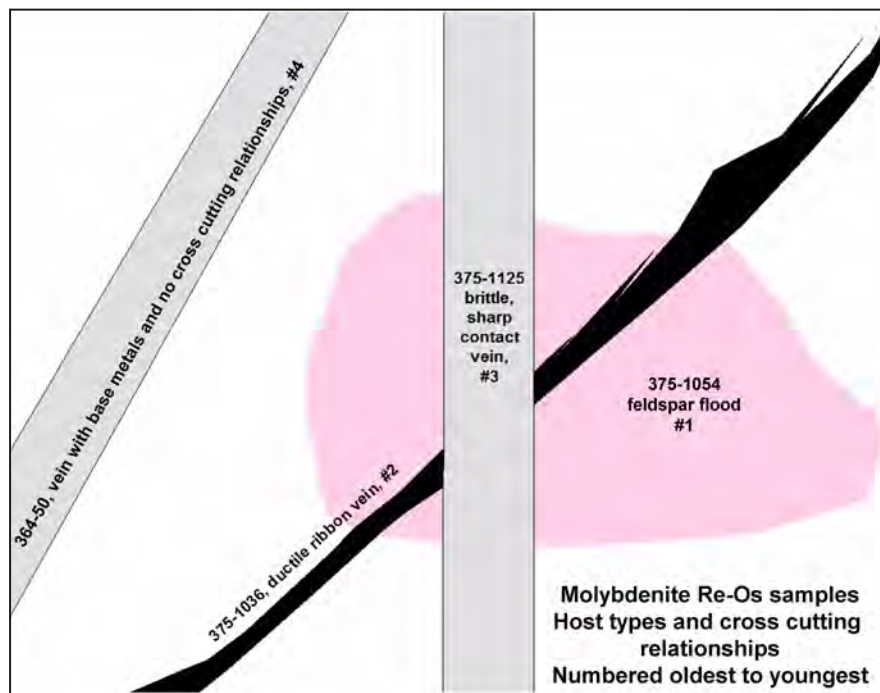 364-50, vein with base metals and no cross cutting relationships, #4
375-1125
brittle,
sharp
contact
vein,
#3
375-1054
feldspar flood
#1
375-1036, ductile ribbon vein, #2
Molybdenite Re-Os samples
Host types and cross cutting
relationships
Numbered oldest to youngest